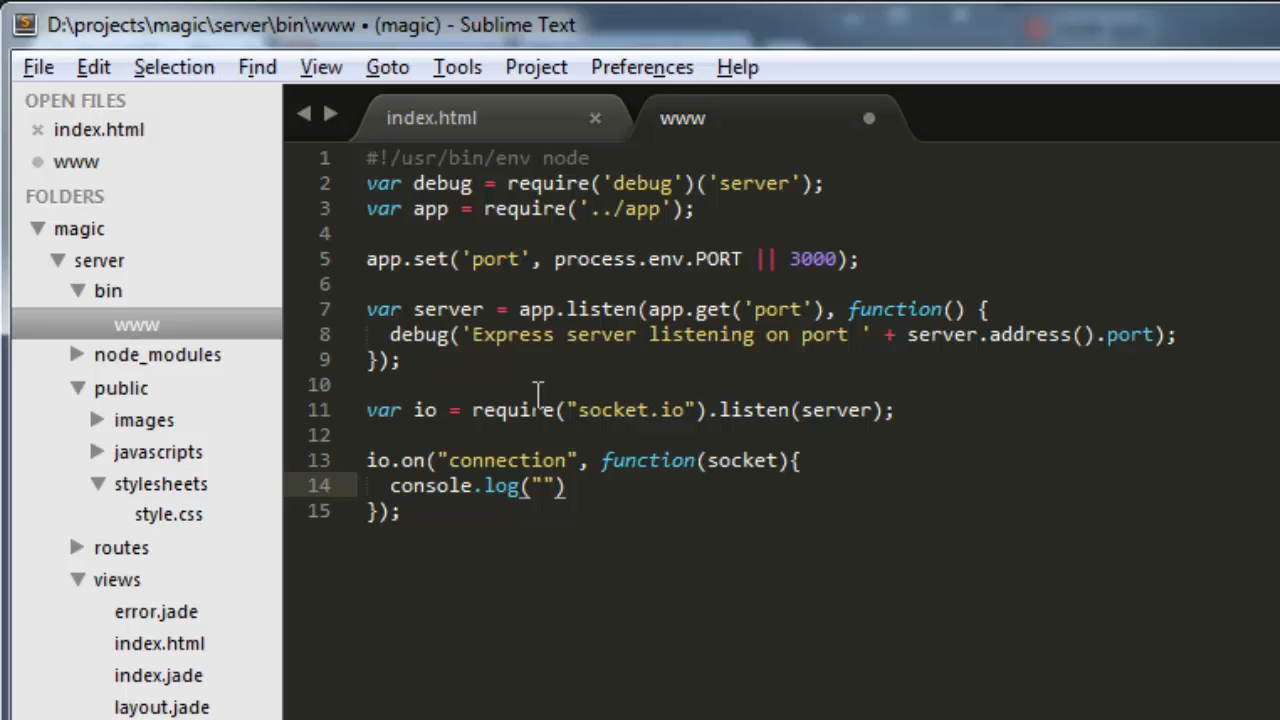 D:\projects\magic\server\bin\www • (magic) - Sublime Text
File Edit Selection Find View Goto Tools Project Preferences Help
OPEN FILES
index.html
www
FOLDERS
magic
server
bin
www
node_modules
public
images
javascripts
stylesheets
style.css
routes
views
error.jade
index.html
index.jade
layout.jade
index.html www
1 #!/usr/bin/env node
2 var debug = require('debug')('server');
3 var app = require('../app');
4
5 app.set('port', process.env.PORT || 3000);
6
7 var server = app.listen(app.get('port'), function() {
8 debug('Express server listening on port ' + server.address().port);
9 });
10
11 var io = require("socket.io").listen(server);
12
13 io.on("connection", function(socket){
14 console.log("")
15 });